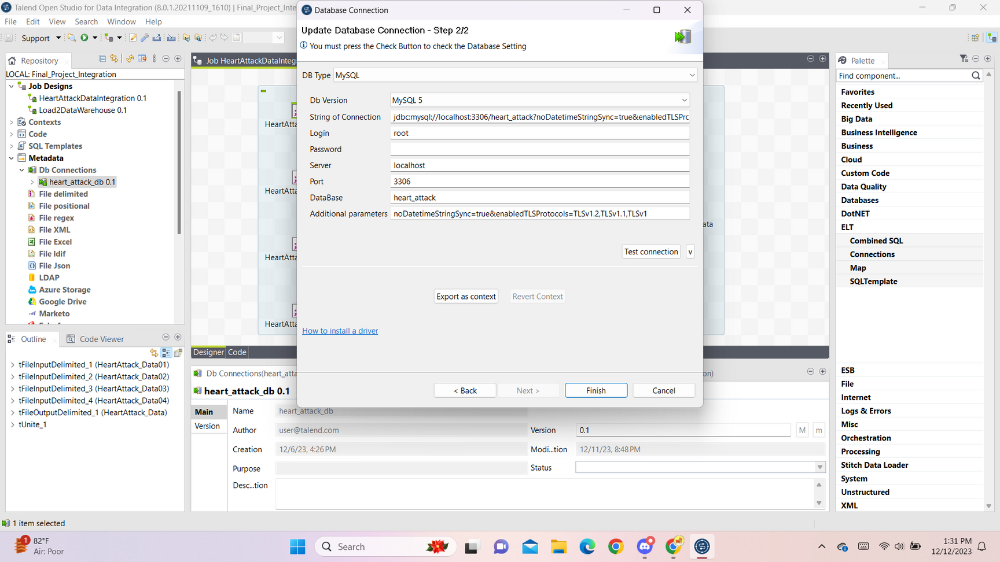 Talend Open Studio for Data Integration (8.0.1.20211109_1610) | Final_Project_Inte
File Edit View Search Window Help
Support
Repository
LOCAL: Final_Project_Integration
Job Designs
HeartAttackDataIntegration 0.1
Load2DataWarehouse 0.1
Contexts
Code
SQL Templates
Metadata
Db Connections
heart_attack_db 0.1
File delimited
File positional
File regex
File XML
File Excel
File ldif
File Json
LDAP
Azure Storage
Google Drive
Marketo
Outline
Code Viewer
tFileInputDelimited_1 (HeartAttack_Data01)
tFileInputDelimited_2 (HeartAttack_Data02)
tFileInputDelimited_3 (HeartAttack_Data03)
tFileInputDelimited_4 (HeartAttack_Data04)
tFileOutputDelimited_1 (HeartAttack_Data)
tUnite_1
Job HeartAttackDataInteg
HeartAtta
HeartAtta
HeartAtta
HeartAtta
ata
Designer Code
Database Connection
Update Database Connection - Step 2/2
You must press the Check Button to check the Database Setting
DB Type MySQL
Db Version MySQL 5
String of Connection jdbc:mysql://localhost:3306/heart_attack?noDatetimeStringSync=true&enabledTLSPrc
Login root
Password
Server localhost
Port 3306
DataBase heart_attack
Additional parameters noDatetimeStringSync=true&enabledTLSProtocols=TLSv1.2,TLSv1.1,TLSv1
Test connection v
Export as context Revert Context
How to install a driver
< Back Next > Finish Cancel
Db Connections(heart_atta
on)
heart_attack_db 0.1
Main
Version
Name heart_attack_db
Author user@talend.com Version 0.1 M m
Creation 12/6/23, 4:26 PM Modi...tion 12/11/23, 8:48 PM
Purpose Status
Desc...tion
Palette
Find component...
Favorites
Recently Used
Big Data
Business Intelligence
Business
Cloud
Custom Code
Data Quality
Databases
DotNET
ELT
Combined SQL
Connections
Map
SQLTemplate
ESB
File
Internet
Logs & Errors
Misc
Orchestration
Processing
Stitch Data Loader
System
Unstructured
XML
1 item selected
1
82°F
Air: Poor
Search
1:31 PM
12/12/2023